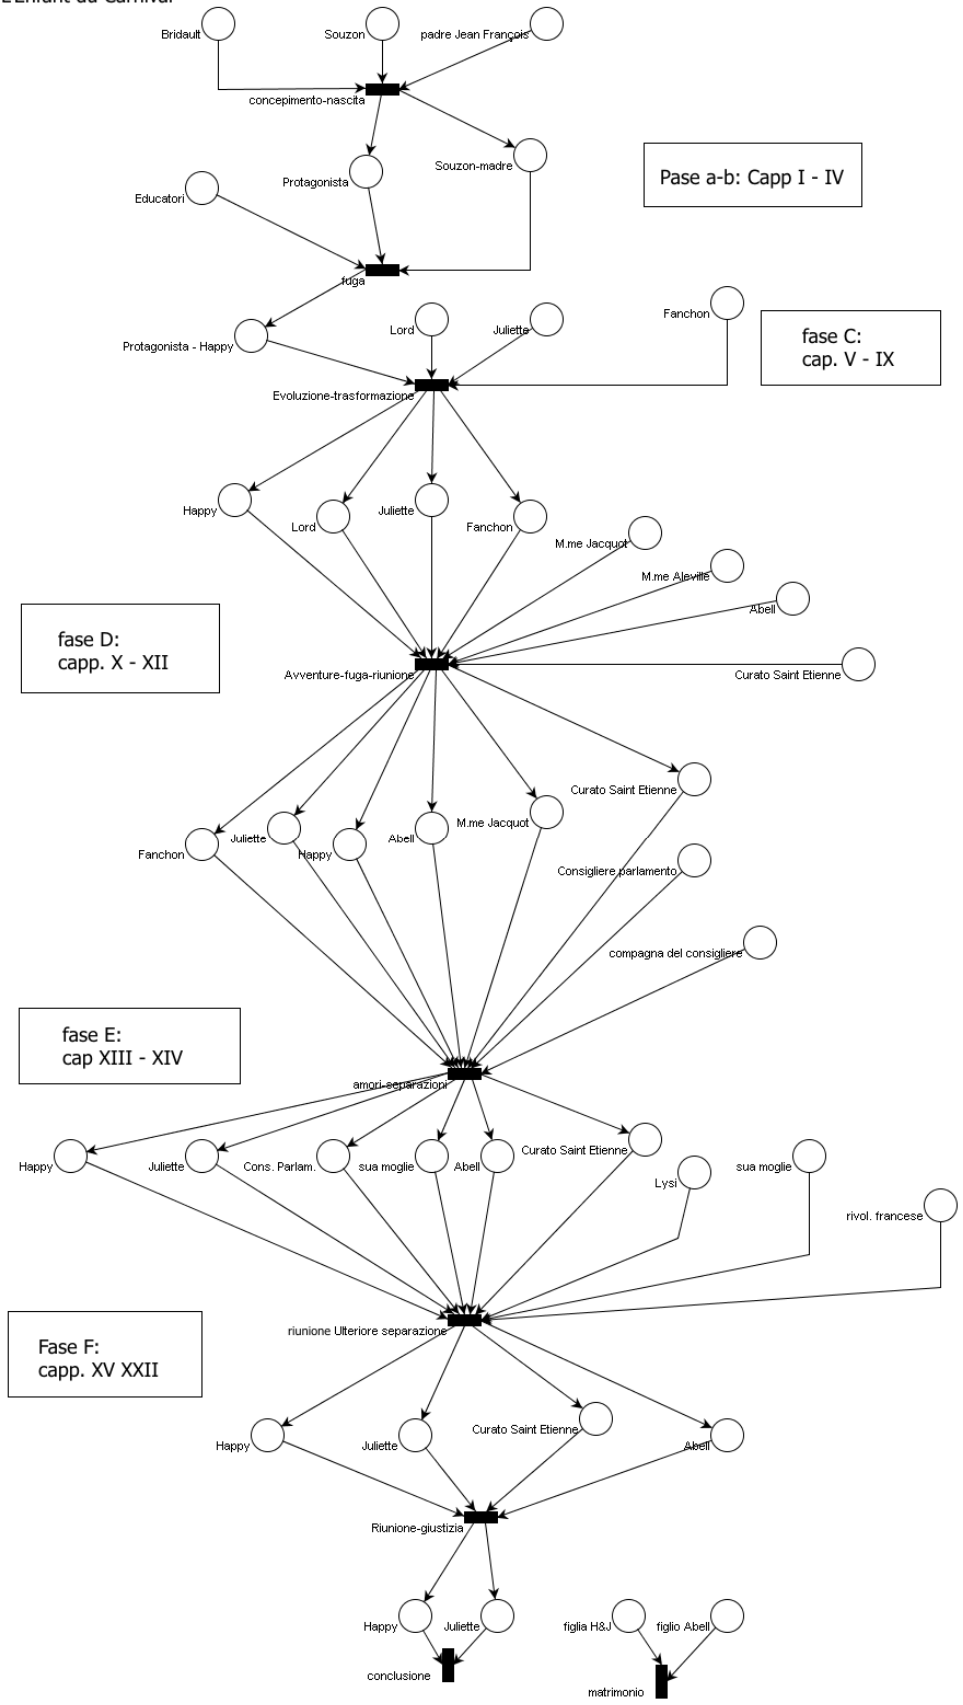 L'Enfant du Carnival
Bridault
Souzon
padre Jean François
concepimento-nascita
Souzon-madre
Protagonista
Pase a-b: Capp I - IV
Educatori
fuga
Fanchon
Lord
Juliette
Protagonista - Happy
fase C:
cap. V - IX
Evoluzione-trasformazione
Happy
Lord
Juliette
Fanchon
M.me Jacquot
M.me Aleville
Abell
fase D:
capp. X - XII
Avventure-fuga-riunione
Curato Saint Etienne
Curato Saint Etienne
M.me Jacquot
Juliette
Abell
Fanchon
Happy
Consigliere parlamento
compagna del consigliere
fase E:
cap XIII - XIV
amori-separazioni
Happy
Juliette
Cons. Parlam.
sua moglie
Abell
Curato Saint Etienne
Lysi
sua moglie
rivol. francese
riunione Ulteriore separazione
Fase F:
capp. XV XXII
Happy
Juliette
Curato Saint Etienne
Abell
Riunione-giustizia
Happy
Juliette
figlia H&J
figlio Abell
conclusione
matrimonio